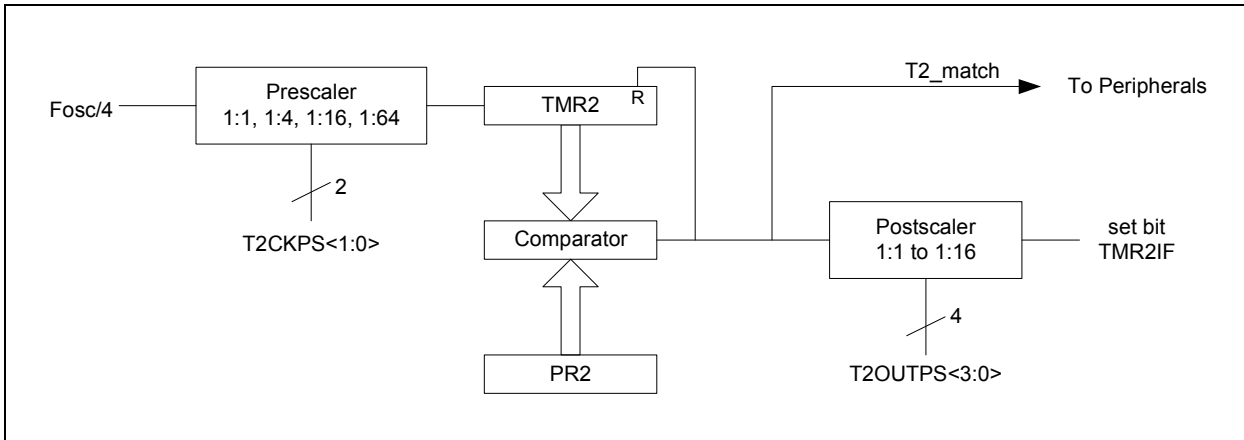 Fosc/4
Prescaler
1:1, 1:4, 1:16, 1:64
2
T2CKPS<1:0>
TMR2
R
Comparator
PR2
T2_match
To Peripherals
Postscaler
1:1 to 1:16
4
T2OUTPS<3:0>
set bit
TMR2IF